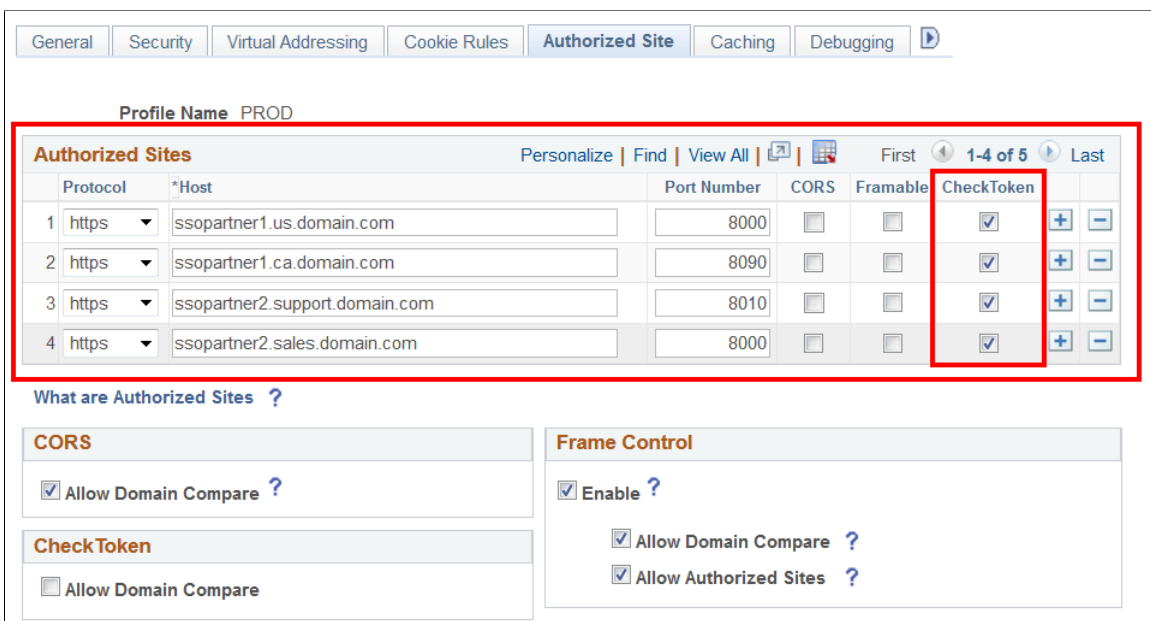 General Security Virtual Addressing Cookie Rules Authorized Site Caching Debugging
Profile Name PROD
Authorized Sites Personalize | Find | View All | | First 1-4 of 5 Last
Protocol *Host Port Number CORS Framable CheckToken
1 https ssopartner1.us.domain.com 8000
2 https ssopartner1.ca.domain.com 8090
3 https ssopartner2.support.domain.com 8010
4 https ssopartner2.sales.domain.com 8000
What are Authorized Sites ?
CORS
Allow Domain Compare ?
CheckToken
Allow Domain Compare
Frame Control
Enable ?
Allow Domain Compare ?
Allow Authorized Sites ?